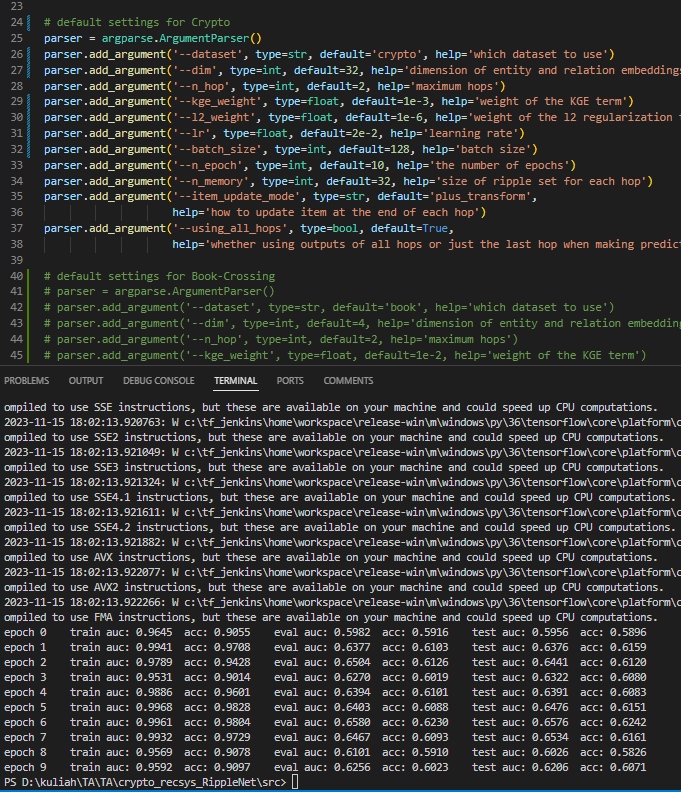 23
24 # default settings for Crypto
25 parser = argparse.ArgumentParser()
26 parser.add_argument('--dataset', type=str, default='crypto', help='which dataset to use')
27 parser.add_argument('--dim', type=int, default=32, help='dimension of entity and relation embeddings
28 parser.add_argument('--n_hop', type=int, default=2, help='maximum hops')
29 parser.add_argument('--kge_weight', type=float, default=1e-3, help='weight of the KGE term')
30 parser.add_argument('--l2_weight', type=float, default=1e-6, help='weight of the l2 regularization t
31 parser.add_argument('--lr', type=float, default=2e-2, help='learning rate')
32 parser.add_argument('--batch_size', type=int, default=128, help='batch size')
33 parser.add_argument('--n_epoch', type=int, default=10, help='the number of epochs')
34 parser.add_argument('--n_memory', type=int, default=32, help='size of ripple set for each hop')
35 parser.add_argument('--item_update_mode', type=str, default='plus_transform',
36 help='how to update item at the end of each hop')
37 parser.add_argument('--using_all_hops', type=bool, default=True,
38 help='whether using outputs of all hops or just the last hop when making predic
39
40 # default settings for Book-Crossing
41 # parser = argparse.ArgumentParser()
42 # parser.add_argument('--dataset', type=str, default='book', help='which dataset to use')
43 # parser.add_argument('--dim', type=int, default=4, help='dimension of entity and relation embedding
44 # parser.add_argument('--n_hop', type=int, default=2, help='maximum hops')
45 # parser.add_argument('--kge_weight', type=float, default=1e-2, help='weight of the KGE term')
PROBLEMS OUTPUT DEBUG CONSOLE TERMINAL PORTS COMMENTS
ompiled to use SSE instructions, but these are available on your machine and could speed up CPU computations.
2023-11-15 18:02:13.920763: W c:\tf_jenkins\home\workspace\release-win\m\windows\py\36\tensorflow\core\platform\c
ompiled to use SSE2 instructions, but these are available on your machine and could speed up CPU computations.
2023-11-15 18:02:13.921049: W c:\tf_jenkins\home\workspace\release-win\m\windows\py\36\tensorflow\core\platform\c
ompiled to use SSE3 instructions, but these are available on your machine and could speed up CPU computations.
2023-11-15 18:02:13.921324: W c:\tf_jenkins\home\workspace\release-win\m\windows\py\36\tensorflow\core\platform\c
ompiled to use SSE4.1 instructions, but these are available on your machine and could speed up CPU computations.
2023-11-15 18:02:13.921611: W c:\tf_jenkins\home\workspace\release-win\m\windows\py\36\tensorflow\core\platform\c
ompiled to use SSE4.2 instructions, but these are available on your machine and could speed up CPU computations.
2023-11-15 18:02:13.921882: W c:\tf_jenkins\home\workspace\release-win\m\windows\py\36\tensorflow\core\platform\c
ompiled to use AVX instructions, but these are available on your machine and could speed up CPU computations.
2023-11-15 18:02:13.922077: W c:\tf_jenkins\home\workspace\release-win\m\windows\py\36\tensorflow\core\platform\c
ompiled to use AVX2 instructions, but these are available on your machine and could speed up CPU computations.
2023-11-15 18:02:13.922266: W c:\tf_jenkins\home\workspace\release-win\m\windows\py\36\tensorflow\core\platform\c
ompiled to use FMA instructions, but these are available on your machine and could speed up CPU computations.
epoch 0 train auc: 0.9645 acc: 0.9055 eval auc: 0.5982 acc: 0.5916 test auc: 0.5956 acc: 0.5896
epoch 1 train auc: 0.9941 acc: 0.9708 eval auc: 0.6377 acc: 0.6103 test auc: 0.6376 acc: 0.6159
epoch 2 train auc: 0.9789 acc: 0.9428 eval auc: 0.6504 acc: 0.6126 test auc: 0.6441 acc: 0.6120
epoch 3 train auc: 0.9531 acc: 0.9014 eval auc: 0.6270 acc: 0.6019 test auc: 0.6322 acc: 0.6080
epoch 4 train auc: 0.9886 acc: 0.9601 eval auc: 0.6394 acc: 0.6101 test auc: 0.6391 acc: 0.6083
epoch 5 train auc: 0.9968 acc: 0.9828 eval auc: 0.6403 acc: 0.6088 test auc: 0.6476 acc: 0.6151
epoch 6 train auc: 0.9961 acc: 0.9804 eval auc: 0.6580 acc: 0.6230 test auc: 0.6576 acc: 0.6242
epoch 7 train auc: 0.9932 acc: 0.9729 eval auc: 0.6467 acc: 0.6093 test auc: 0.6534 acc: 0.6161
epoch 8 train auc: 0.9569 acc: 0.9078 eval auc: 0.6101 acc: 0.5910 test auc: 0.6026 acc: 0.5826
epoch 9 train auc: 0.9592 acc: 0.9097 eval auc: 0.6256 acc: 0.6023 test auc: 0.6206 acc: 0.6071
PS D:\kuliah\TA\TA\crypto_recsys_RippleNet\src>